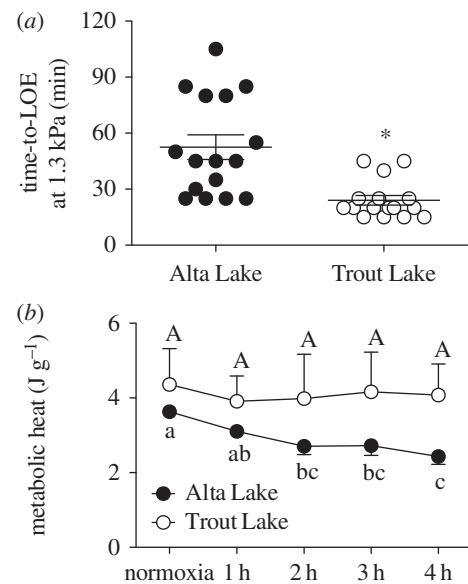 (a)
120
90
60
30
0
time-to-LOE
at 1.3 kPa (min)
*
Alta Lake Trout Lake
(b)
6
4
2
0
metabolic heat (J g⁻¹)
A A A A A
a ab bc bc c
Alta Lake
Trout Lake
normoxia 1 h 2 h 3 h 4 h